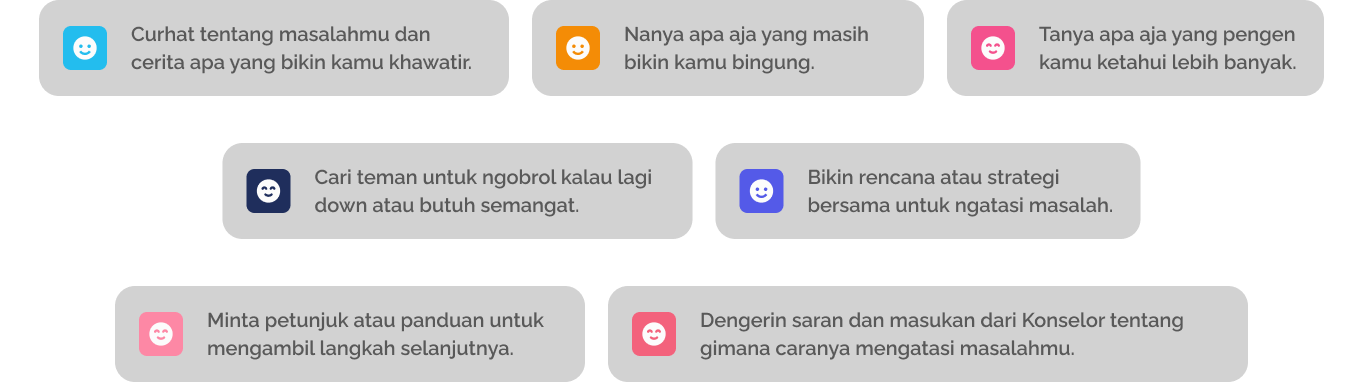 Curhat tentang masalahmu dan
cerita apa yang bikin kamu khawatir.
Nanya apa aja yang masih
bikin kamu bingung.
Tanya apa aja yang pengen
kamu ketahui lebih banyak.
Cari teman untuk ngobrol kalau lagi
down atau butuh semangat.
Bikin rencana atau strategi
bersama untuk ngatasi masalah.
Minta petunjuk atau panduan untuk
mengambil langkah selanjutnya.
Dengerin saran dan masukan dari Konselor tentang
gimana caranya mengatasi masalahmu.